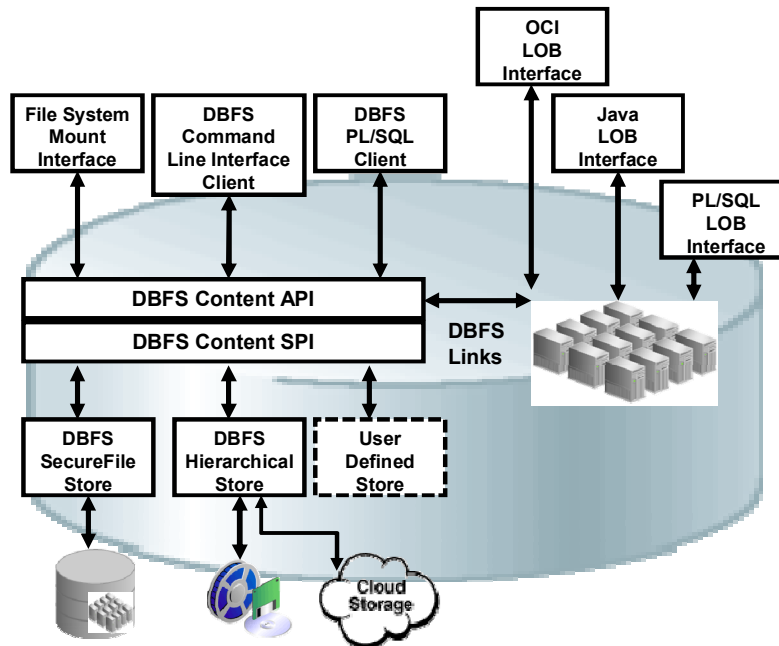 OCI
LOB
Interface
File System
Mount
Interface
DBFS
Command
Line Interface
Client
DBFS
PL/SQL
Client
Java
LOB
Interface
PL/SQL
LOB
Interface
DBFS Content API
DBFS Content SPI
DBFS
Links
DBFS
SecureFile
Store
DBFS
Hierarchical
Store
User
Defined
Store
Cloud
Storage